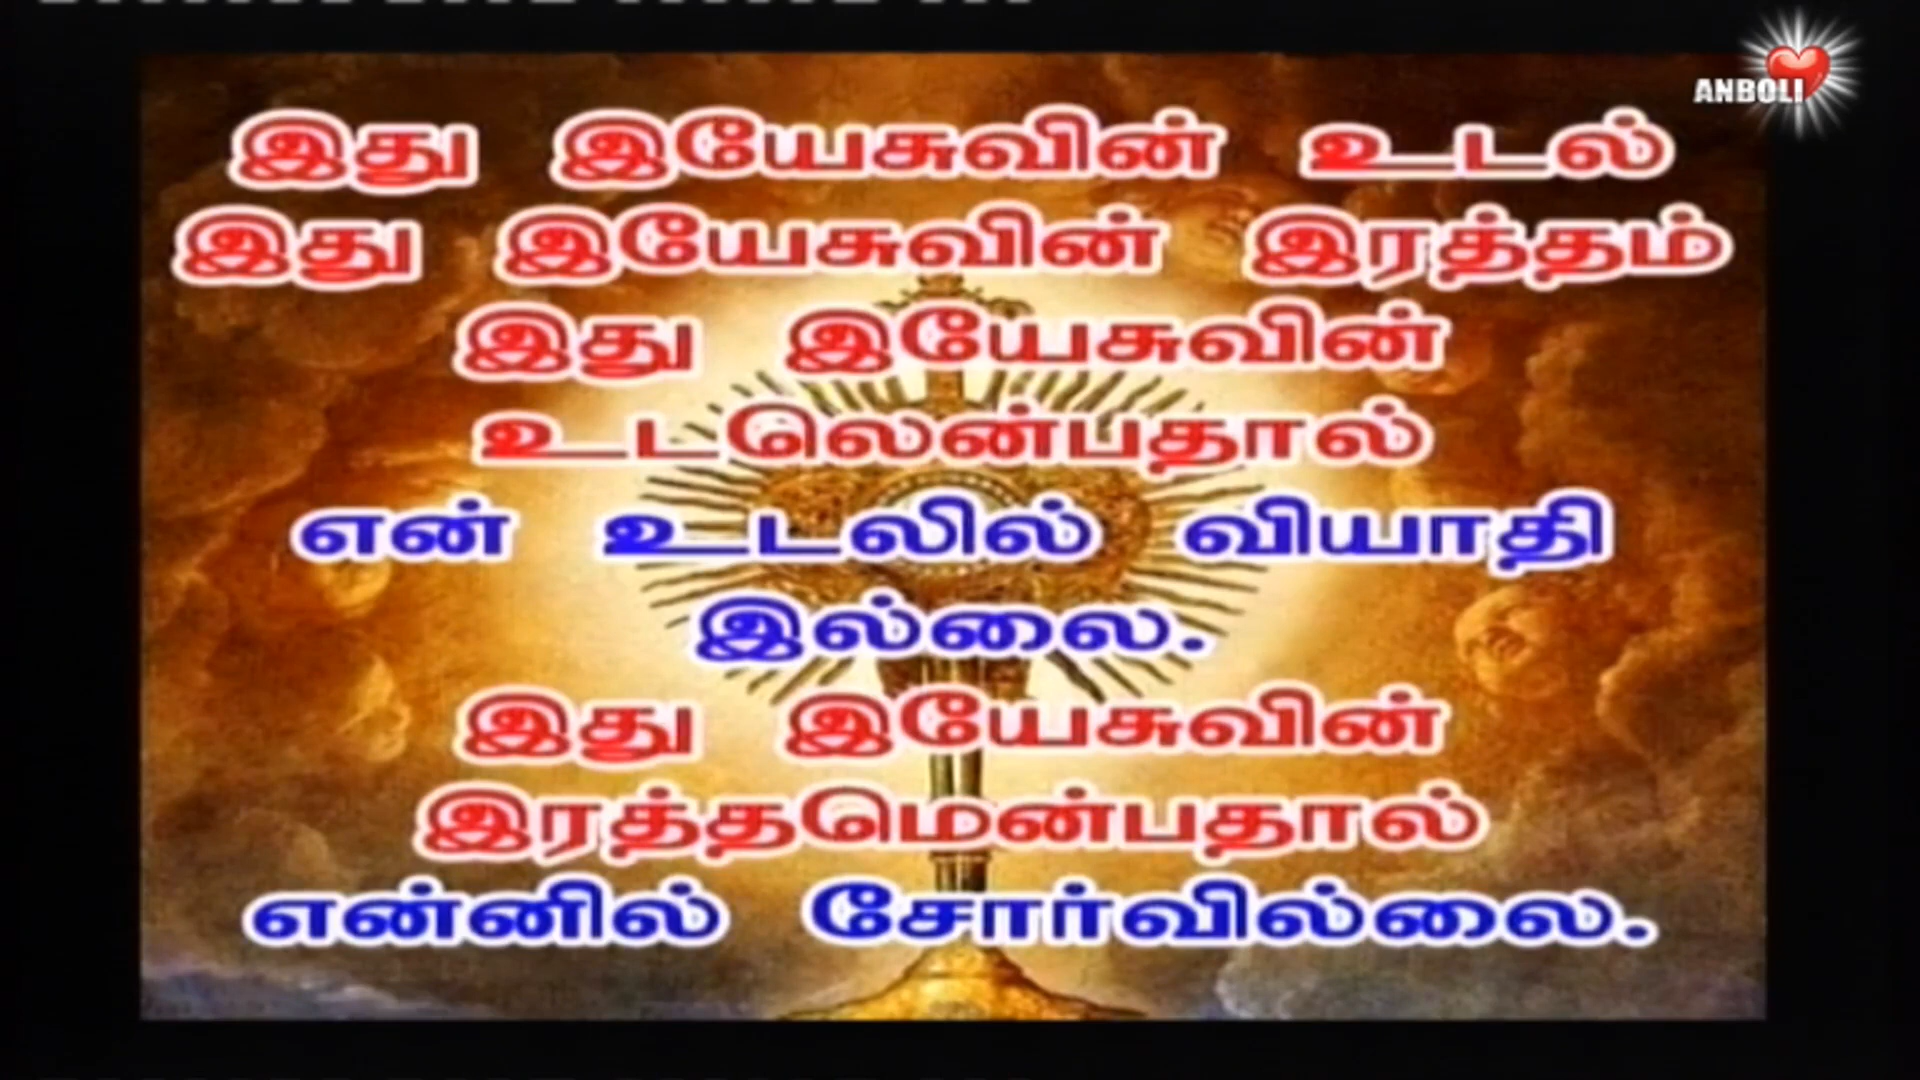 ANBOLI
இது இயேசுவின் உடல்
இது இயேசுவின் இரத்தம்
இது இயேசுவின்
உடலென்பதால்
என் உடலில் வியாதி
இல்லை.
இது இயேசுவின்
இரத்தமென்பதால்
என்னில் சோர்வில்லை.